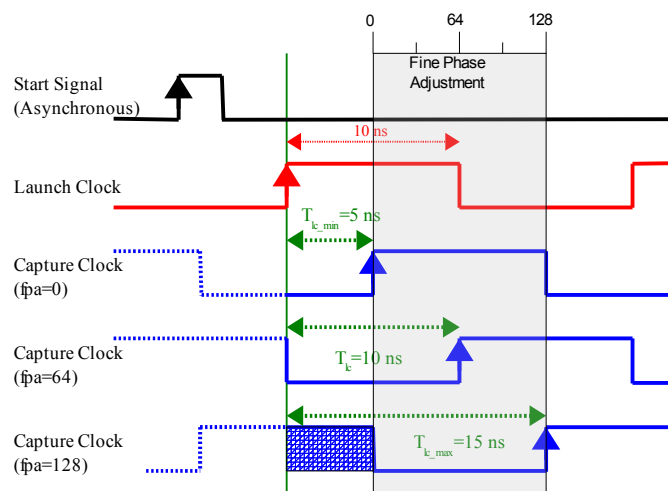 0
64
128
Fine Phase
Adjustment
Start Signal
(Asynchronous)
10 ns
Launch Clock
T_lc_min=5 ns
Capture Clock
(fpa=0)
Capture Clock
(fpa=64)
T_lc=10 ns
Capture Clock
(fpa=128)
T_lc_max=15 ns